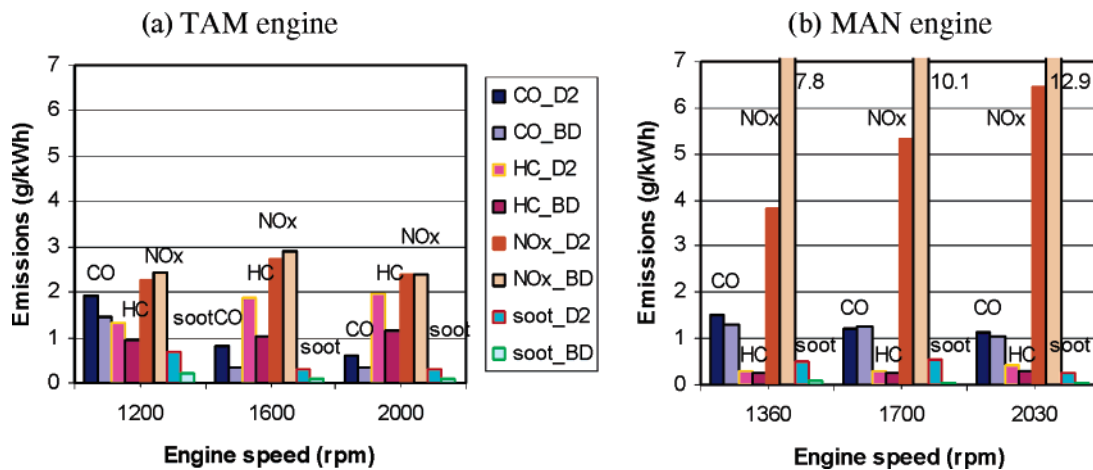 (a) TAM engine
Emissions (g/kWh)
7
6
5
4
3
2
1
0
CO
HC
NOx
soot
CO
HC
NOx
soot
CO
HC
NOx
soot
1200
1600
2000
Engine speed (rpm)
CO_D2
CO_BD
HC_D2
HC_BD
NOx_D2
NOx_BD
soot_D2
soot_BD
(b) MAN engine
Emissions (g/kWh)
7
6
5
4
3
2
1
0
CO
HC
NOx
7.8
soot
CO
HC
NOx
10.1
soot
CO
HC
NOx
12.9
soot
1360
1700
2030
Engine speed (rpm)